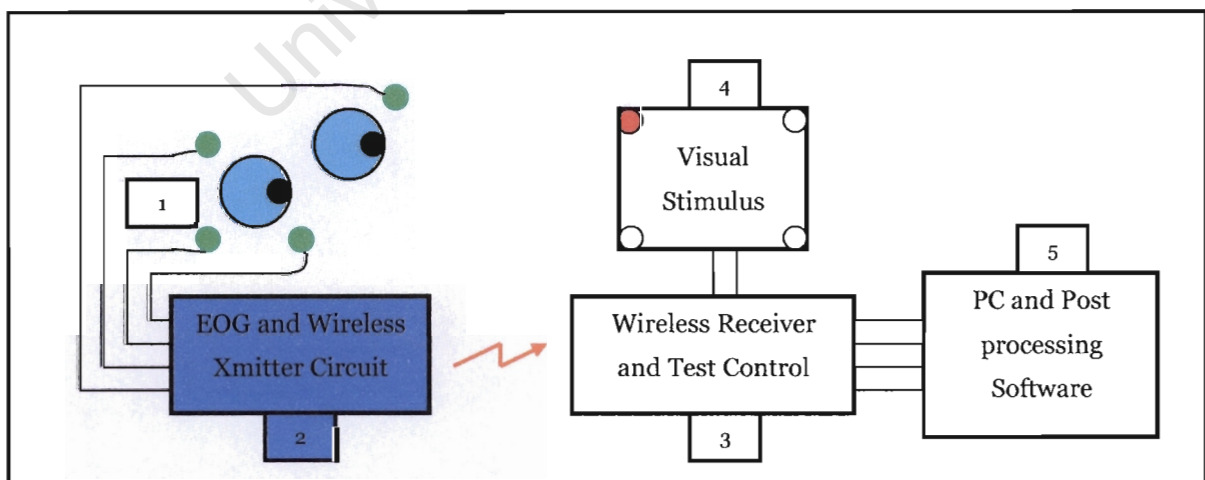 Univ
4
Visual
Stimulus
1
5
EOG and Wireless
Xmitter Circuit
Wireless Receiver
and Test Control
PC and Post
processing
Software
2
3